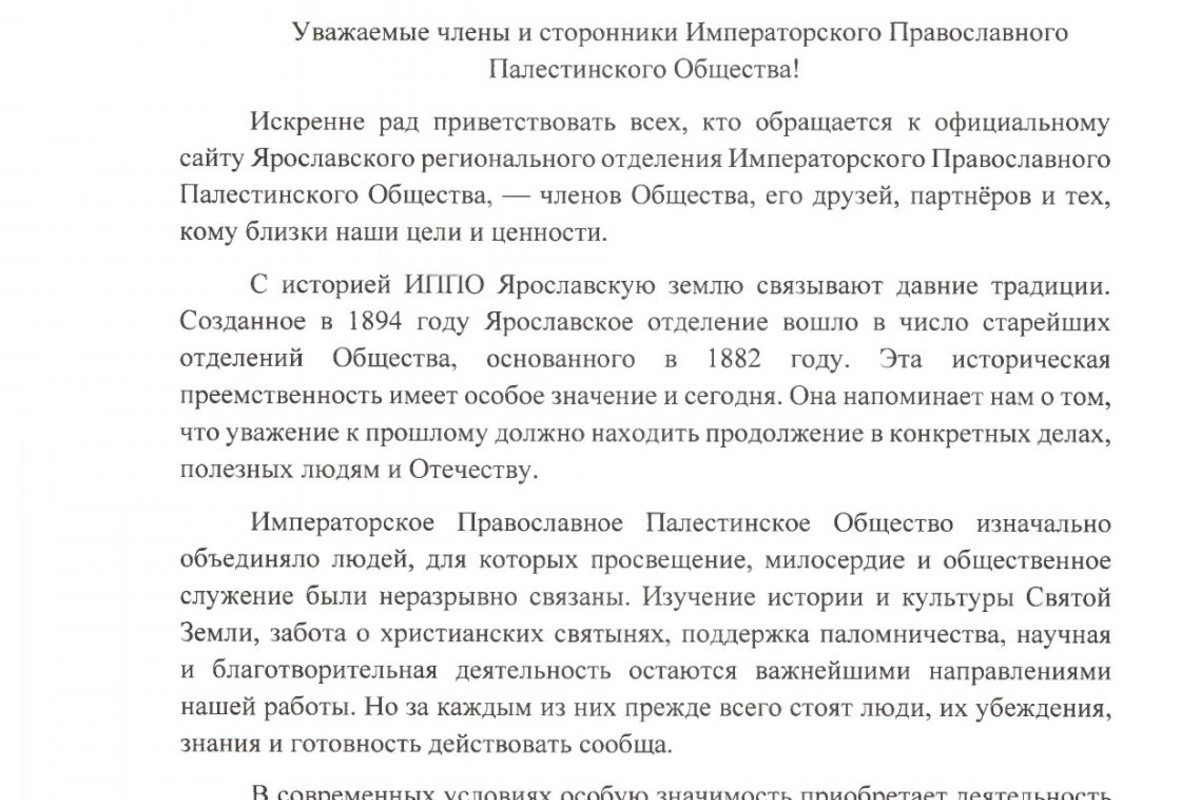 Уважаемые члены и сторонники Императорского Православного
Палестинского Общества!
Искренне рад приветствовать всех, кто обращается к официальному
сайту Ярославского регионального отделения Императорского Православного
Палестинского Общества, — членов Общества, его друзей, партнёров и тех,
кому близки наши цели и ценности.
С историей ИППО Ярославскую землю связывают давние традиции.
Созданное в 1894 году Ярославское отделение вошло в число старейших
отделений Общества, основанного в 1882 году. Эта историческая
преемственность имеет особое значение и сегодня. Она напоминает нам о том,
что уважение к прошлому должно находить продолжение в конкретных делах,
полезных людям и Отечеству.
Императорское Православное Палестинское Общество изначально
объединяло людей, для которых просвещение, милосердие и общественное
служение были неразрывно связаны. Изучение истории и культуры Святой
Земли, забота о христианских святынях, поддержка паломничества, научная
и благотворительная деятельность остаются важнейшими направлениями
нашей работы. Но за каждым из них прежде всего стоят люди, их убеждения,
знания и готовность действовать сообща.
В современных условиях особую значимость приобретает деятельность